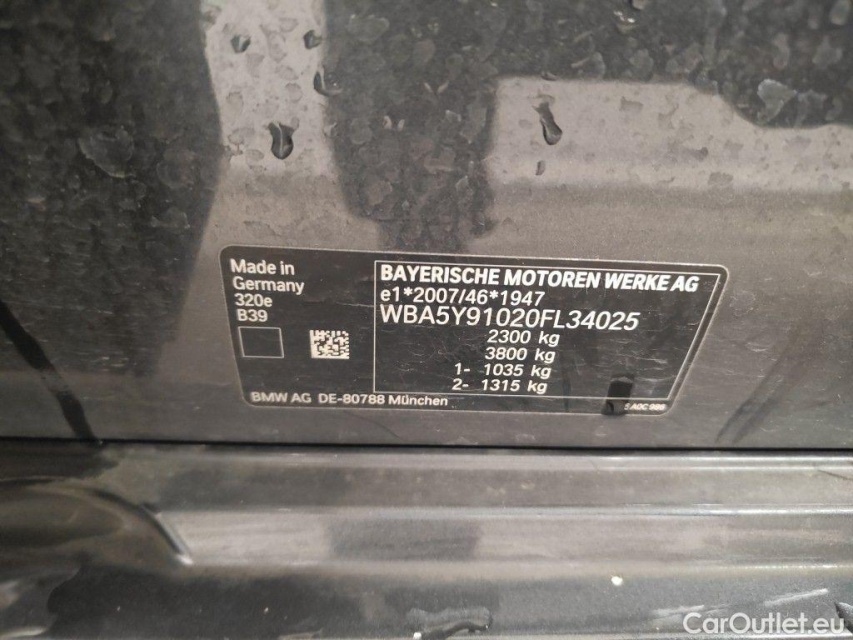 Made in
Germany
320e
B39
BAYERISCHE MOTOREN WERKE AG
e1*2007/46*1947
WBA5Y91020FL34025
2300 kg
3800 kg
1- 1035 kg
2- 1315 kg
BMW AG DE-80788 München
CarOutlet.eu